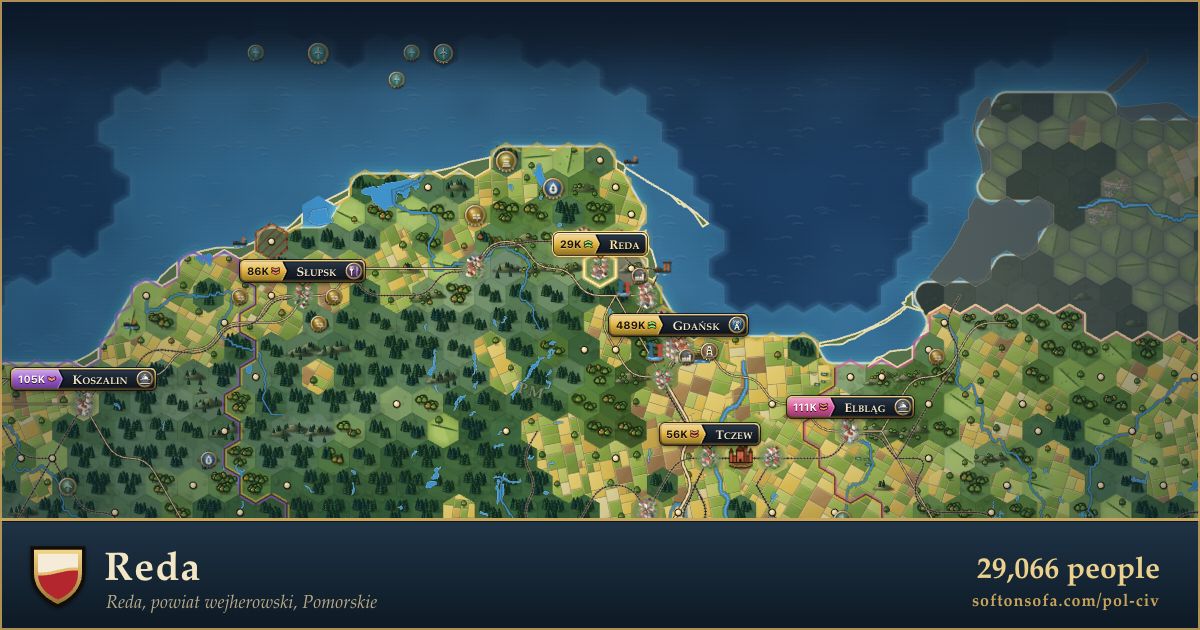 29K Reda
86K Słupsk
489K Gdańsk
105K Koszalin
111K Elbląg
56K Tczew
Reda
29,066 people
Reda, powiat wejherowski, Pomorskie
softonsofa.com/pol-civ